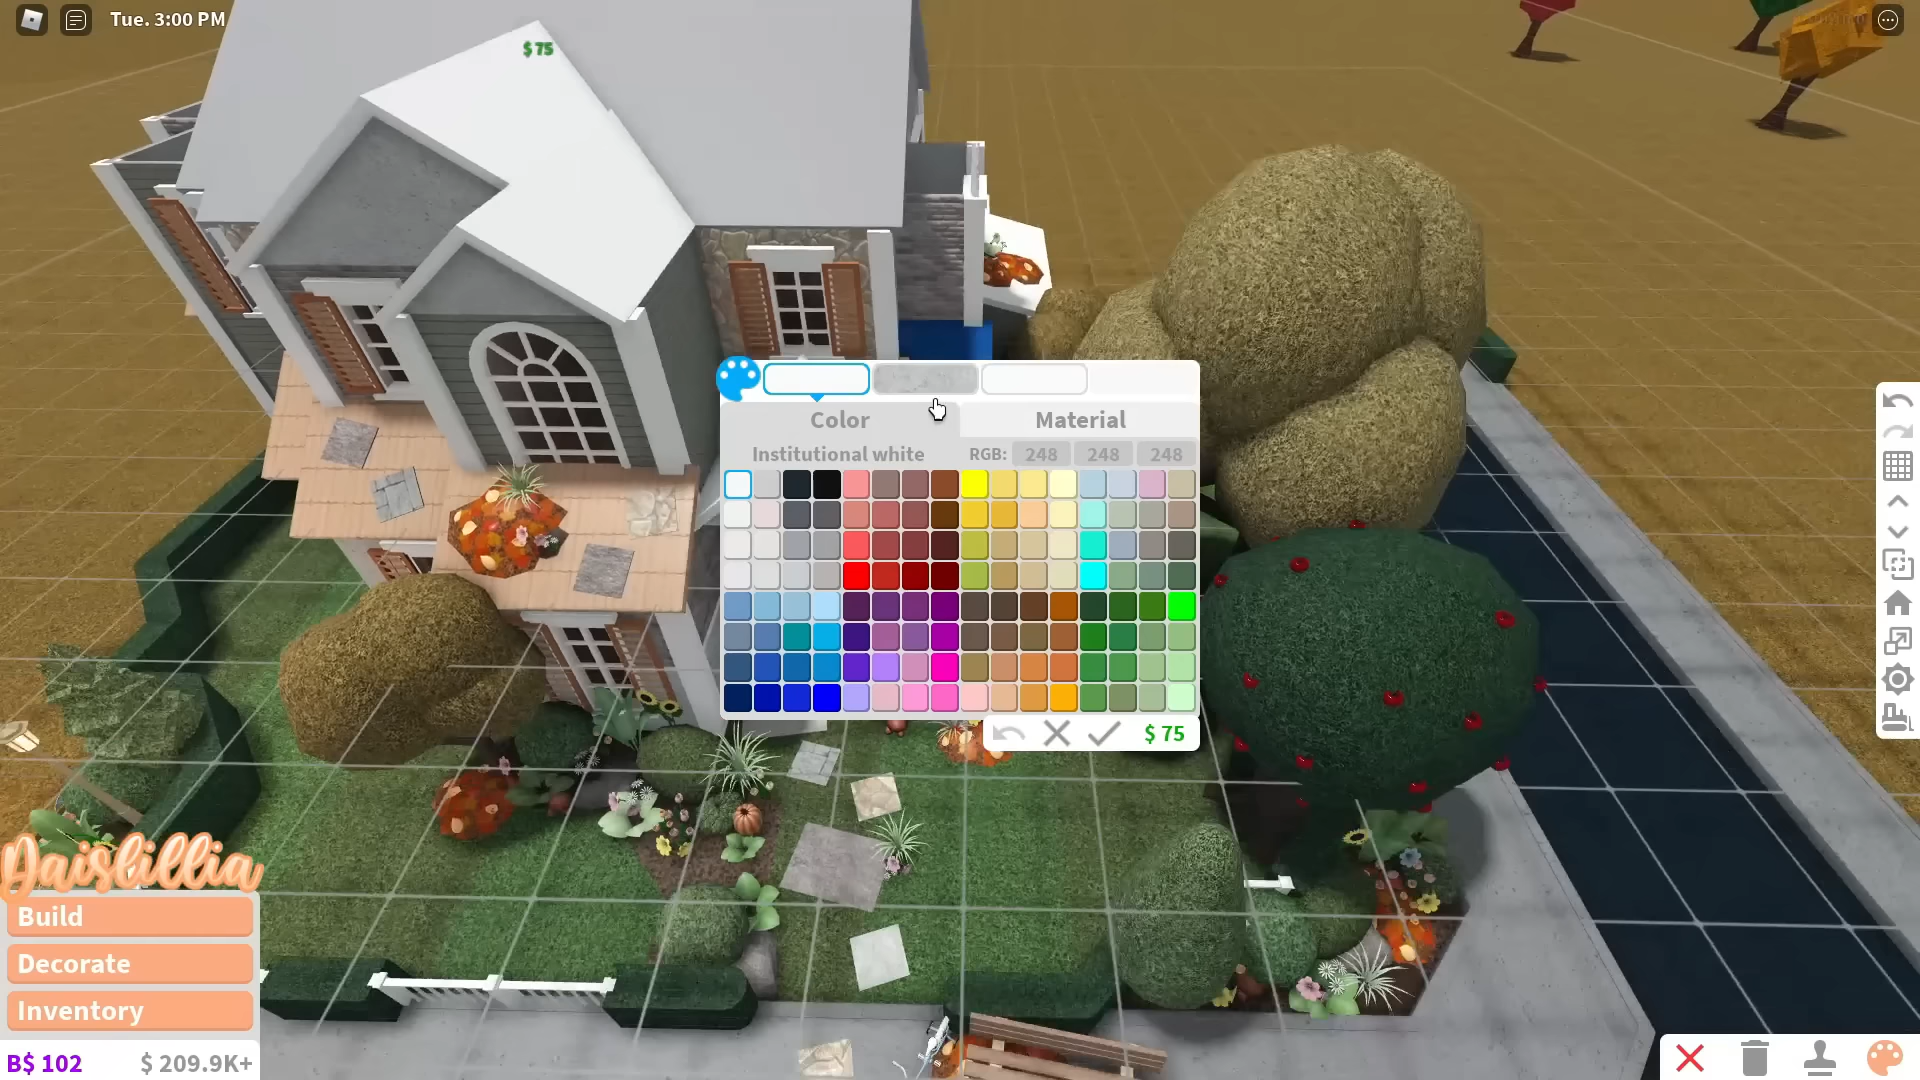 Tue. 3:00 PM
$ 75
Color
Material
Institutional white
RGB: 248 248 248
$ 75
Daisllillia
Build
Decorate
Inventory
B$ 102
$ 209.9K+